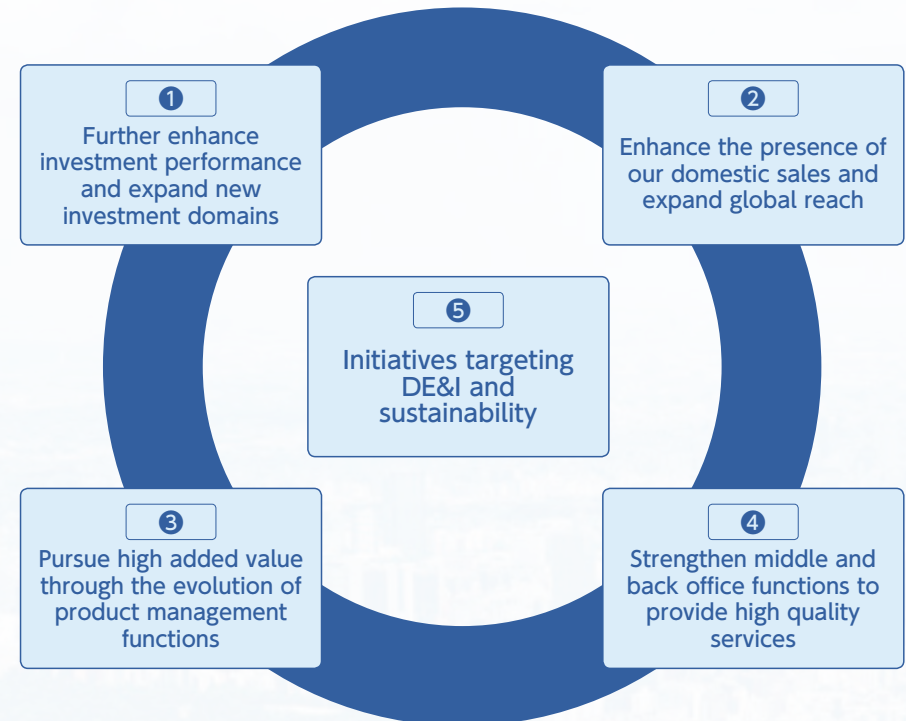 ❶
Further enhance
investment performance
and expand new
investment domains
❷
Enhance the presence of
our domestic sales and
expand global reach
❸
Pursue high added value
through the evolution of
product management
functions
❹
Strengthen middle and
back office functions to
provide high quality
services
❺
Initiatives targeting
DE&I and
sustainability